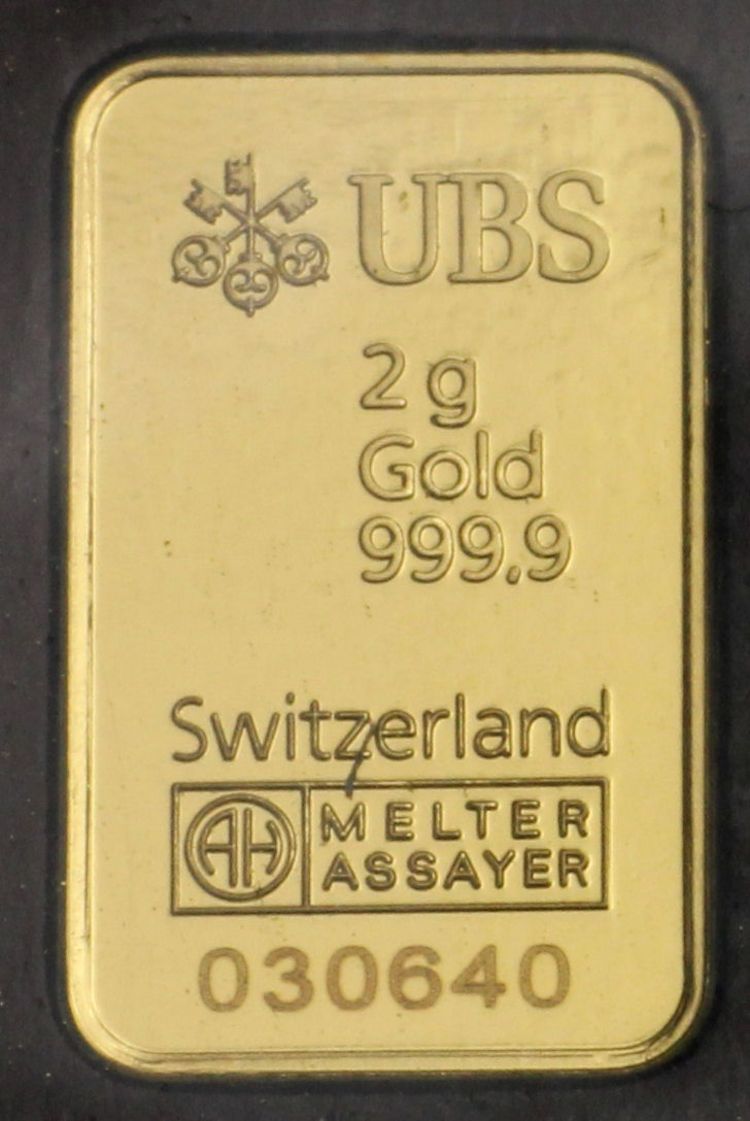 UBS
2 g
Gold
999,9
Switzerland
AH
MELTER
ASSAYER
030640